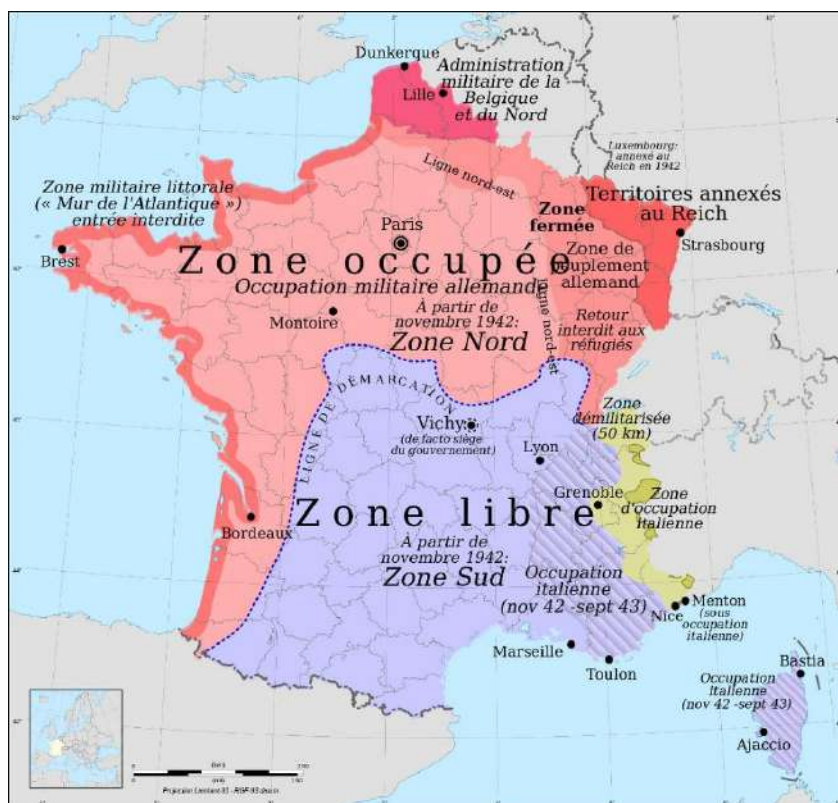 Dunkerque
Administration
militaire de la
Belgique
et du Nord
Lille
Ligne nord-est
Luxembourg:
annexé au
Reich en 1942
Zone militaire littorale
(« Mur de l'Atlantique »)
entrée interdite
Brest
Territoires annexés
au Reich
Strasbourg
Zone
fermée
Paris
Zone occupée
Occupation militaire allemande
Zone de
peuplement
allemand
À partir de
novembre 1942:
Zone Nord
Montoire
Ligne nord-est
Retour
interdit aux
réfugiés
LIGNE DE DÉMARCATION
Vichy
(de facto siège
du gouvernement)
Zone
démilitarisée
(50 km)
Lyon
Grenoble
Zone
d'occupation
italienne
Bordeaux
Zone libre
À partir de
novembre 1942:
Zone Sud
Occupation
italienne
(nov 42 -sept 43)
Menton
(sous
occupation
italienne)
Nice
Marseille
Toulon
Bastia
Occupation
Italienne
(nov 42 -sept 43)
Ajaccio